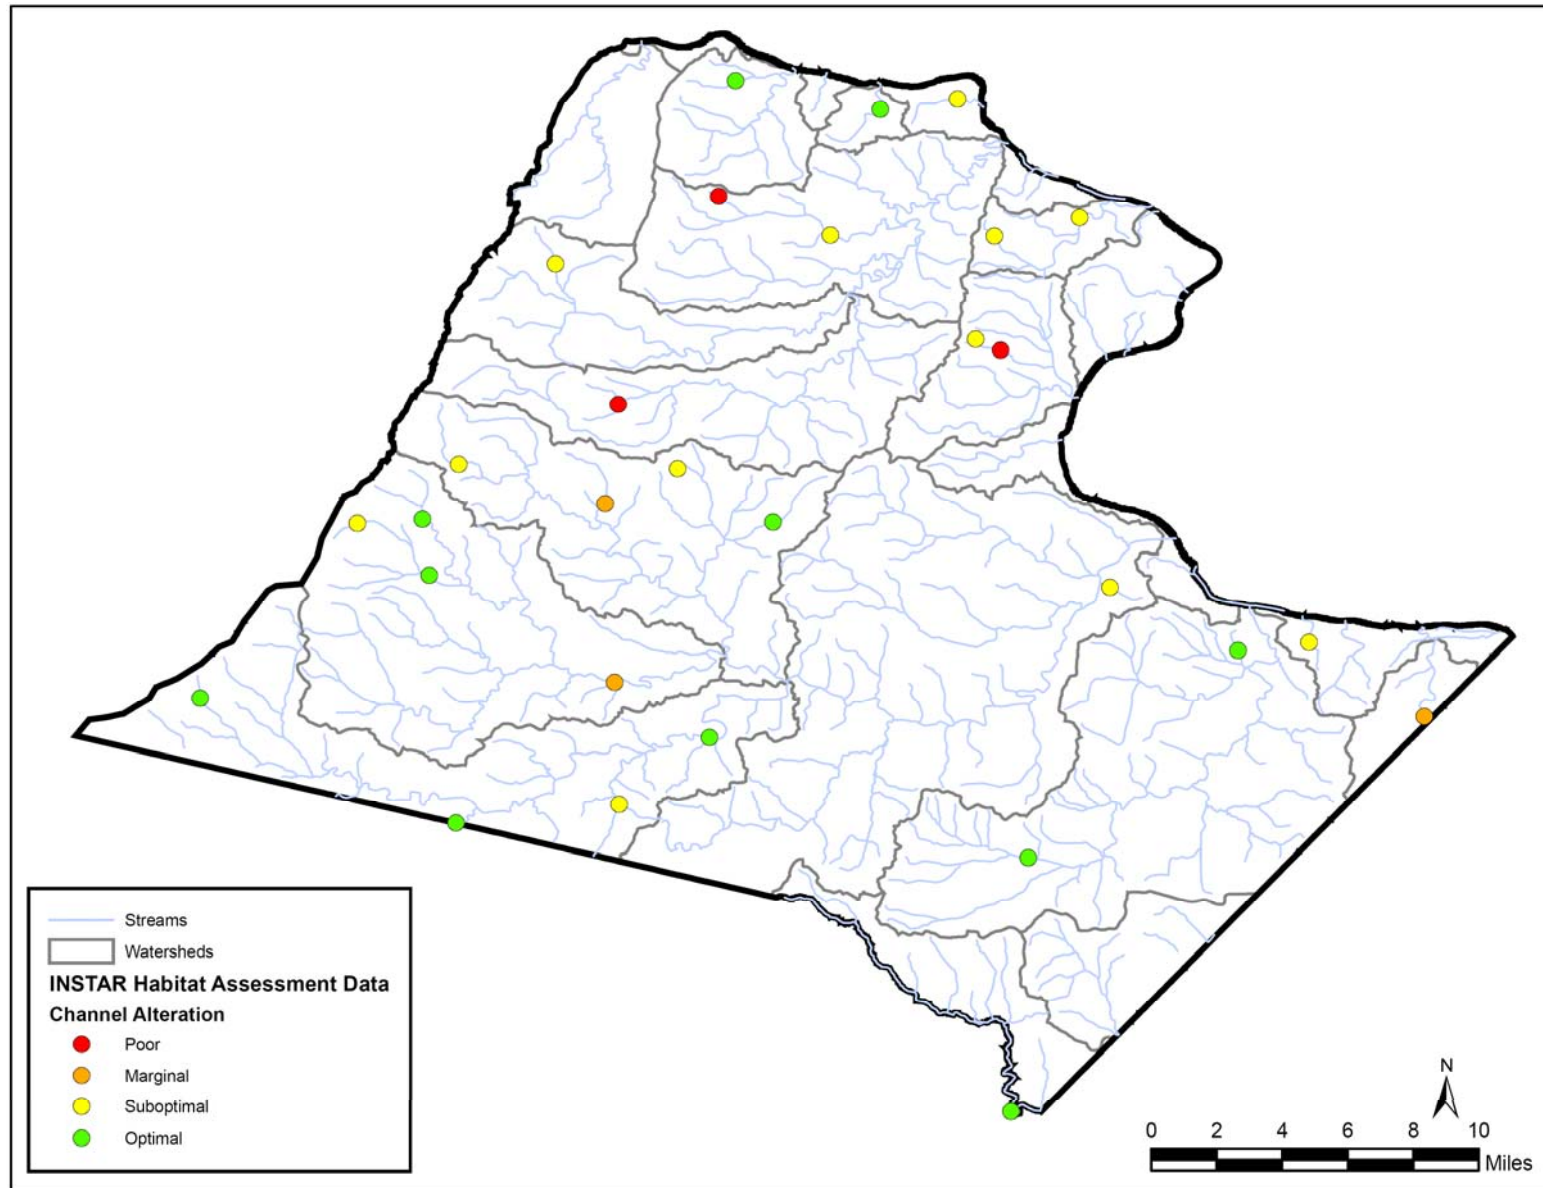 Streams
Watersheds
INSTAR Habitat Assessment Data
Channel Alteration
Poor
Marginal
Suboptimal
Optimal
N
0 2 4 6 8 10
Miles